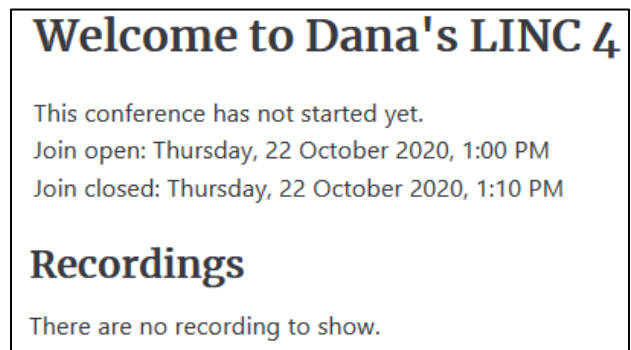 Welcome to Dana's LINC 4
This conference has not started yet.
Join open: Thursday, 22 October 2020, 1:00 PM
Join closed: Thursday, 22 October 2020, 1:10 PM
Recordings
There are no recording to show.